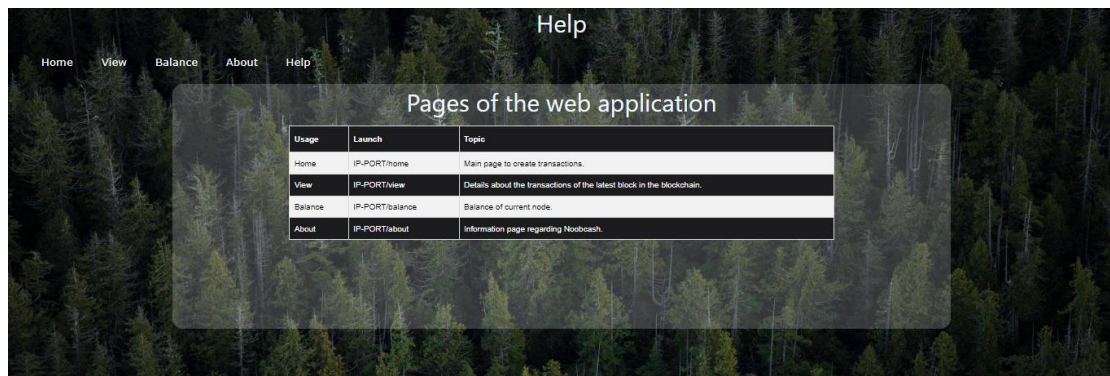 Help
Home View Balance About Help
Pages of the web application
Usage Launch Topic
Home IP-PORT/home Main page to create transactions.
View IP-PORT/view Details about the transactions of the latest block in the blockchain.
Balance IP-PORT/balance Balance of current node.
About IP-PORT/about Information page regarding Noobcash.